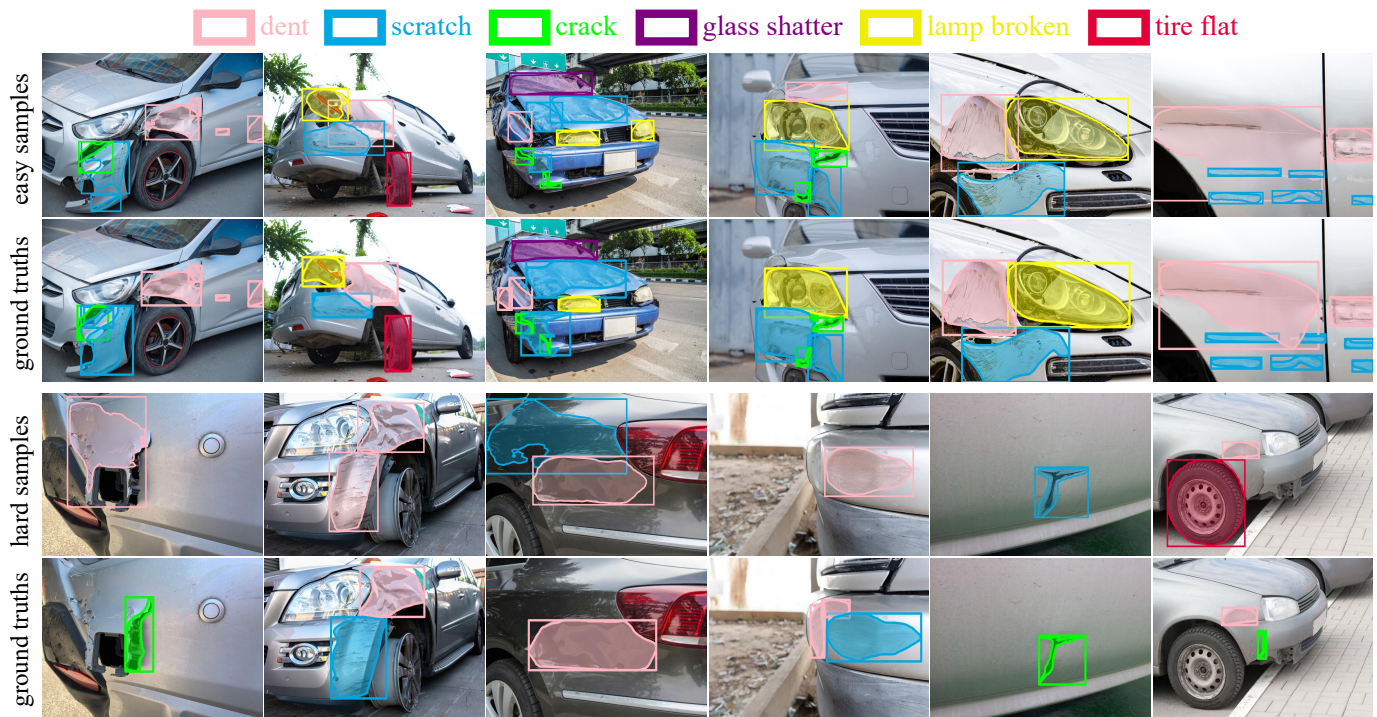 dent scratch crack glass shatter lamp broken tire flat
easy samples
ground truths
hard samples
ground truths